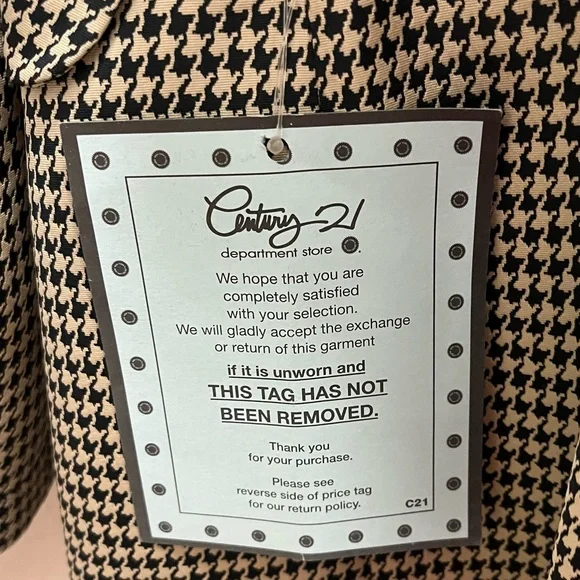 Century 21
department store
We hope that you are
completely satisfied
with your selection.
We will gladly accept the exchange
or return of this garment
if it is unworn and
THIS TAG HAS NOT
BEEN REMOVED.
Thank you
for your purchase.
Please see
reverse side of price tag
for our return policy.
C21